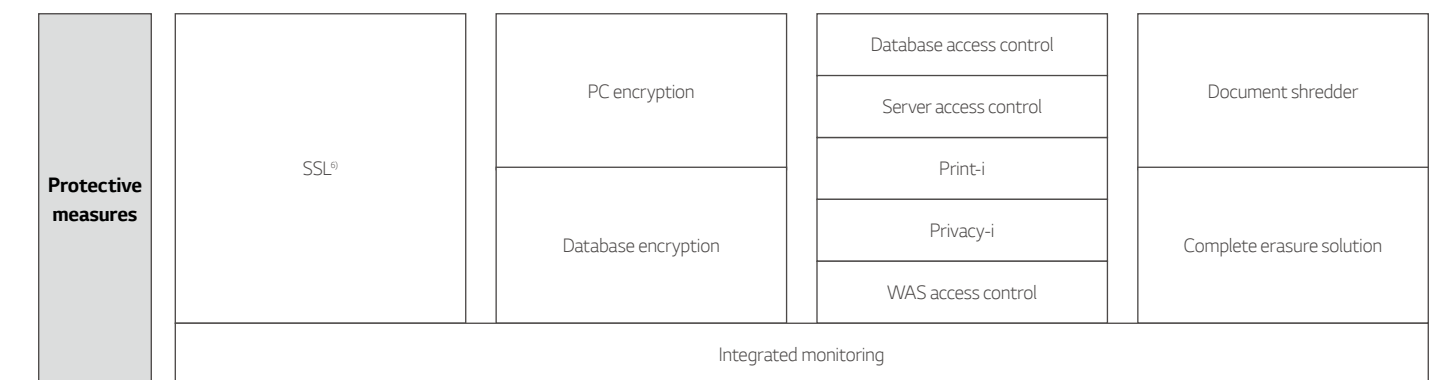 Protective
measures
SSL⁶⁾
PC encryption
Database encryption
Database access control
Server access control
Print-i
Privacy-i
WAS access control
Document shredder
Complete erasure solution
Integrated monitoring